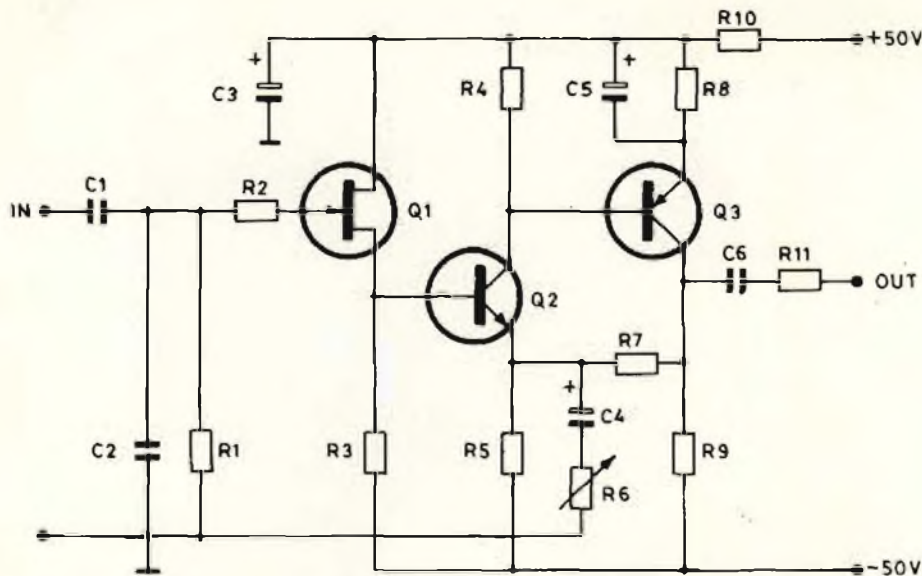 R10
+50V
+
+
C3
R4
C5
R8
C1
R2
IN
Q1
Q3
C6
R11
Q2
OUT
R7
+
C4
C2
R1
R3
R5
R9
R6
-50V